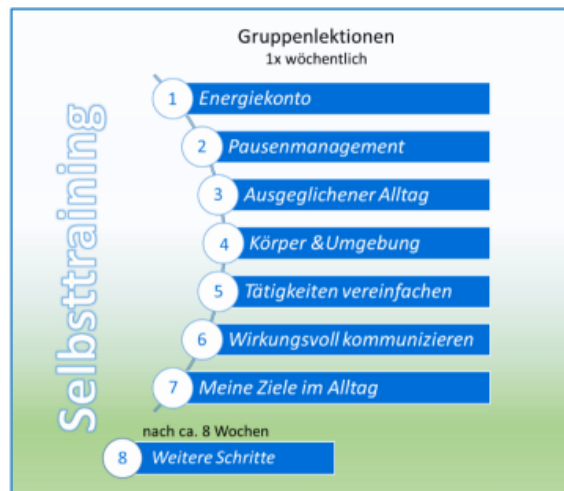 Gruppenlektionen
1x wöchentlich
Selbsttraining
1 Energiekonto
2 Pausenmanagement
3 Ausgeglichener Alltag
4 Körper &Umgebung
5 Tätigkeiten vereinfachen
6 Wirkungsvoll kommunizieren
7 Meine Ziele im Alltag
nach ca. 8 Wochen
8 Weitere Schritte